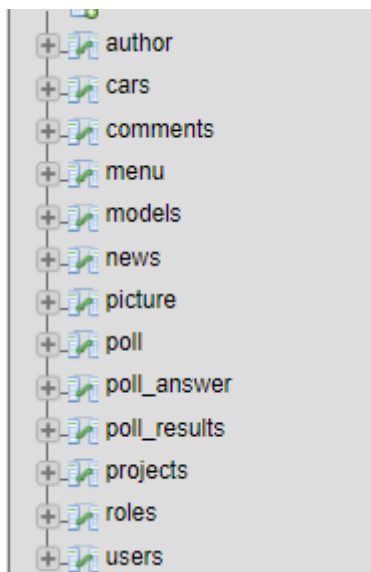 author
cars
comments
menu
models
news
picture
poll
poll_answer
poll_results
projects
roles
users